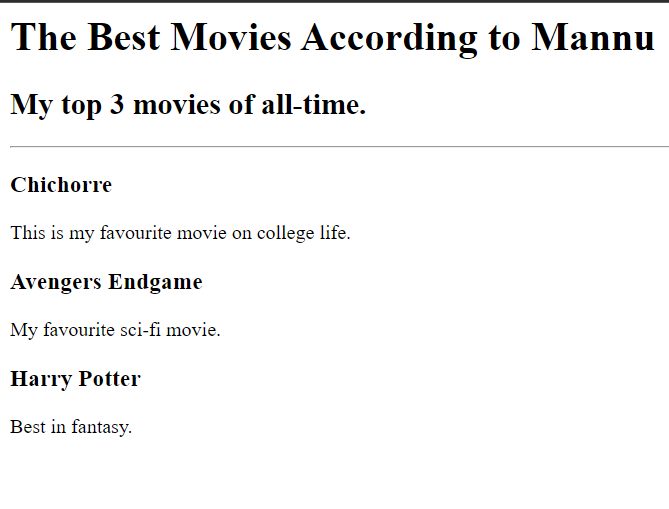 The Best Movies According to Mannu
My top 3 movies of all-time.
Chichorre
This is my favourite movie on college life.
Avengers Endgame
My favourite sci-fi movie.
Harry Potter
Best in fantasy.